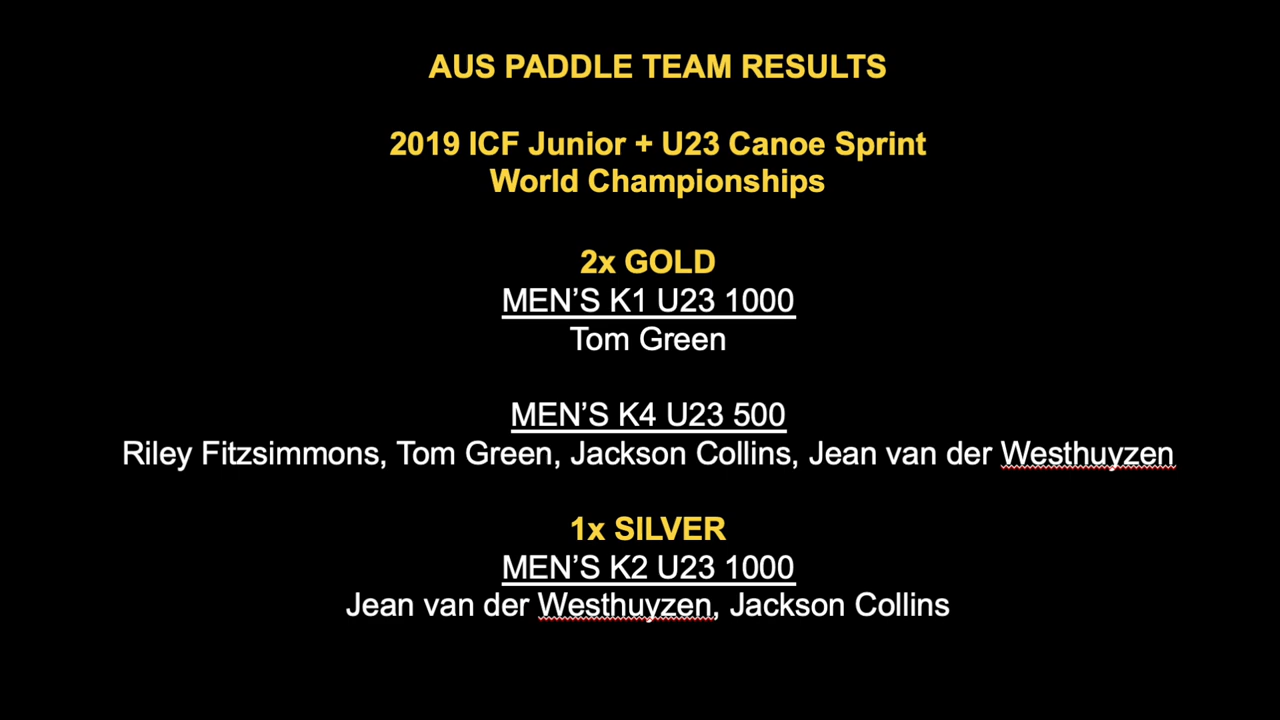 AUS PADDLE TEAM RESULTS
2019 ICF Junior + U23 Canoe Sprint
World Championships
2x GOLD
MEN’S K1 U23 1000
Tom Green
MEN’S K4 U23 500
Riley Fitzsimmons, Tom Green, Jackson Collins, Jean van der Westhuyzen
1x SILVER
MEN’S K2 U23 1000
Jean van der Westhuyzen, Jackson Collins